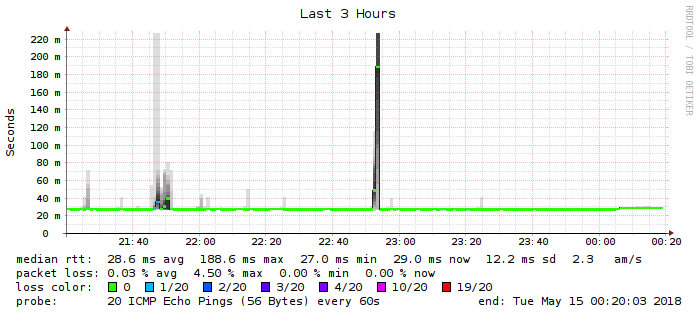 Last 3 Hours
RRDTOOL / TOBI OETIKER
Seconds
220 m
200 m
180 m
160 m
140 m
120 m
100 m
80 m
60 m
40 m
20 m
0
21:40 22:00 22:20 22:40 23:00 23:20 23:40 00:00 00:20
median rtt: 28.6 ms avg 188.6 ms max 27.0 ms min 29.0 ms now 12.2 ms sd 2.3 am/s
packet loss: 0.03 % avg 4.50 % max 0.00 % min 0.00 % now
loss color: 0 1/20 2/20 3/20 4/20 10/20 19/20
probe: 20 ICMP Echo Pings (56 Bytes) every 60s end: Tue May 15 00:20:03 2018